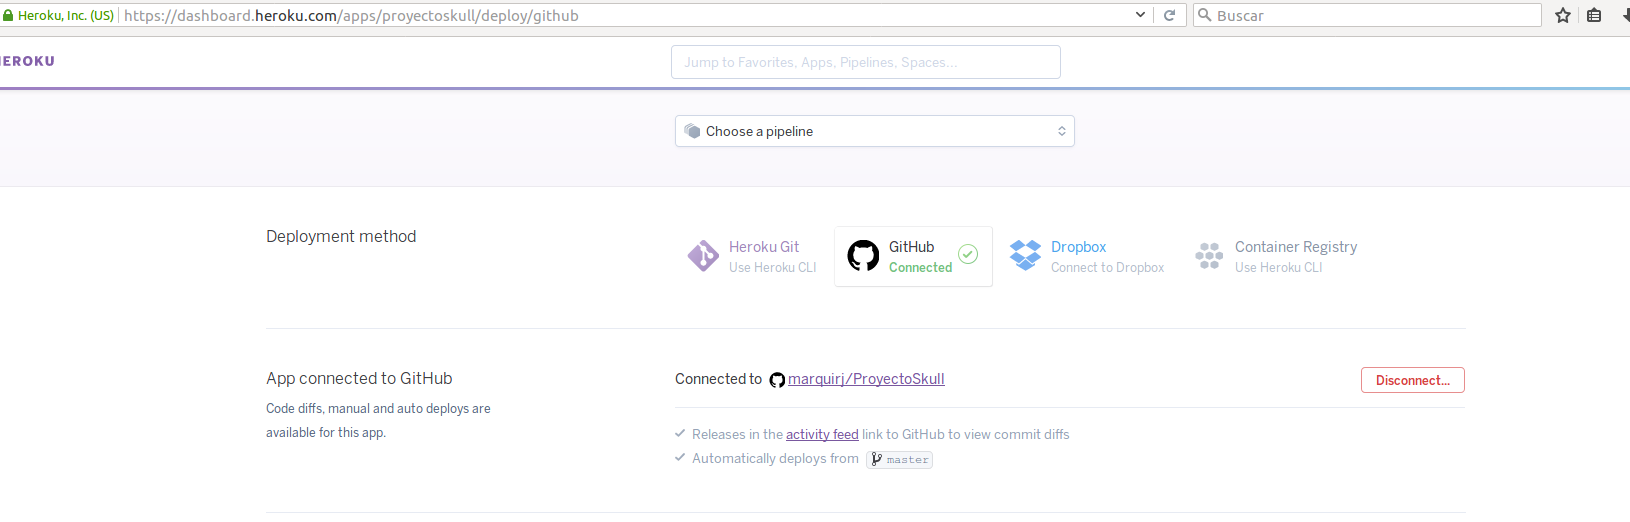 Heroku, Inc. (US) https://dashboard.heroku.com/apps/proyectoskull/deploy/github Buscar
HEROKU Jump to Favorites, Apps, Pipelines, Spaces...
Choose a pipeline
Deployment method
Heroku Git
Use Heroku CLI
GitHub
Connected
Dropbox
Connect to Dropbox
Container Registry
Use Heroku CLI
App connected to GitHub
Code diffs, manual and auto deploys are
available for this app.
Connected to marquirj/ProyectoSkull Disconnect...
Releases in the activity feed link to GitHub to view commit diffs
Automatically deploys from master